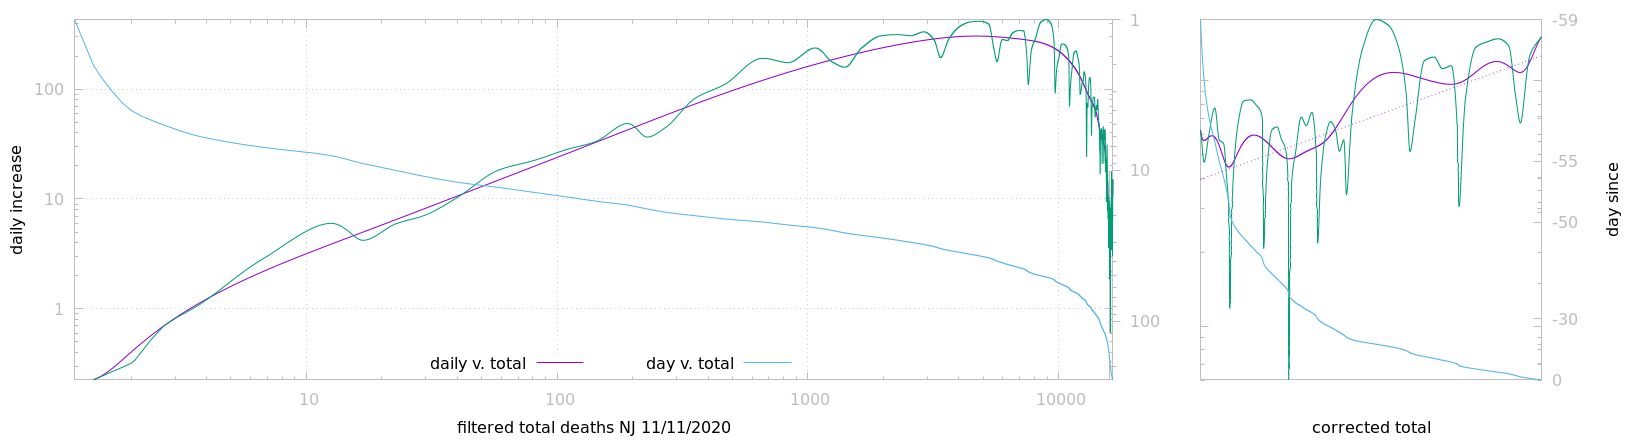 1
-59
100
10
-55
10
-50
daily increase
day since
1
100
-30
daily v. total
day v. total
0
10
100
1000
10000
filtered total deaths NJ 11/11/2020
corrected total